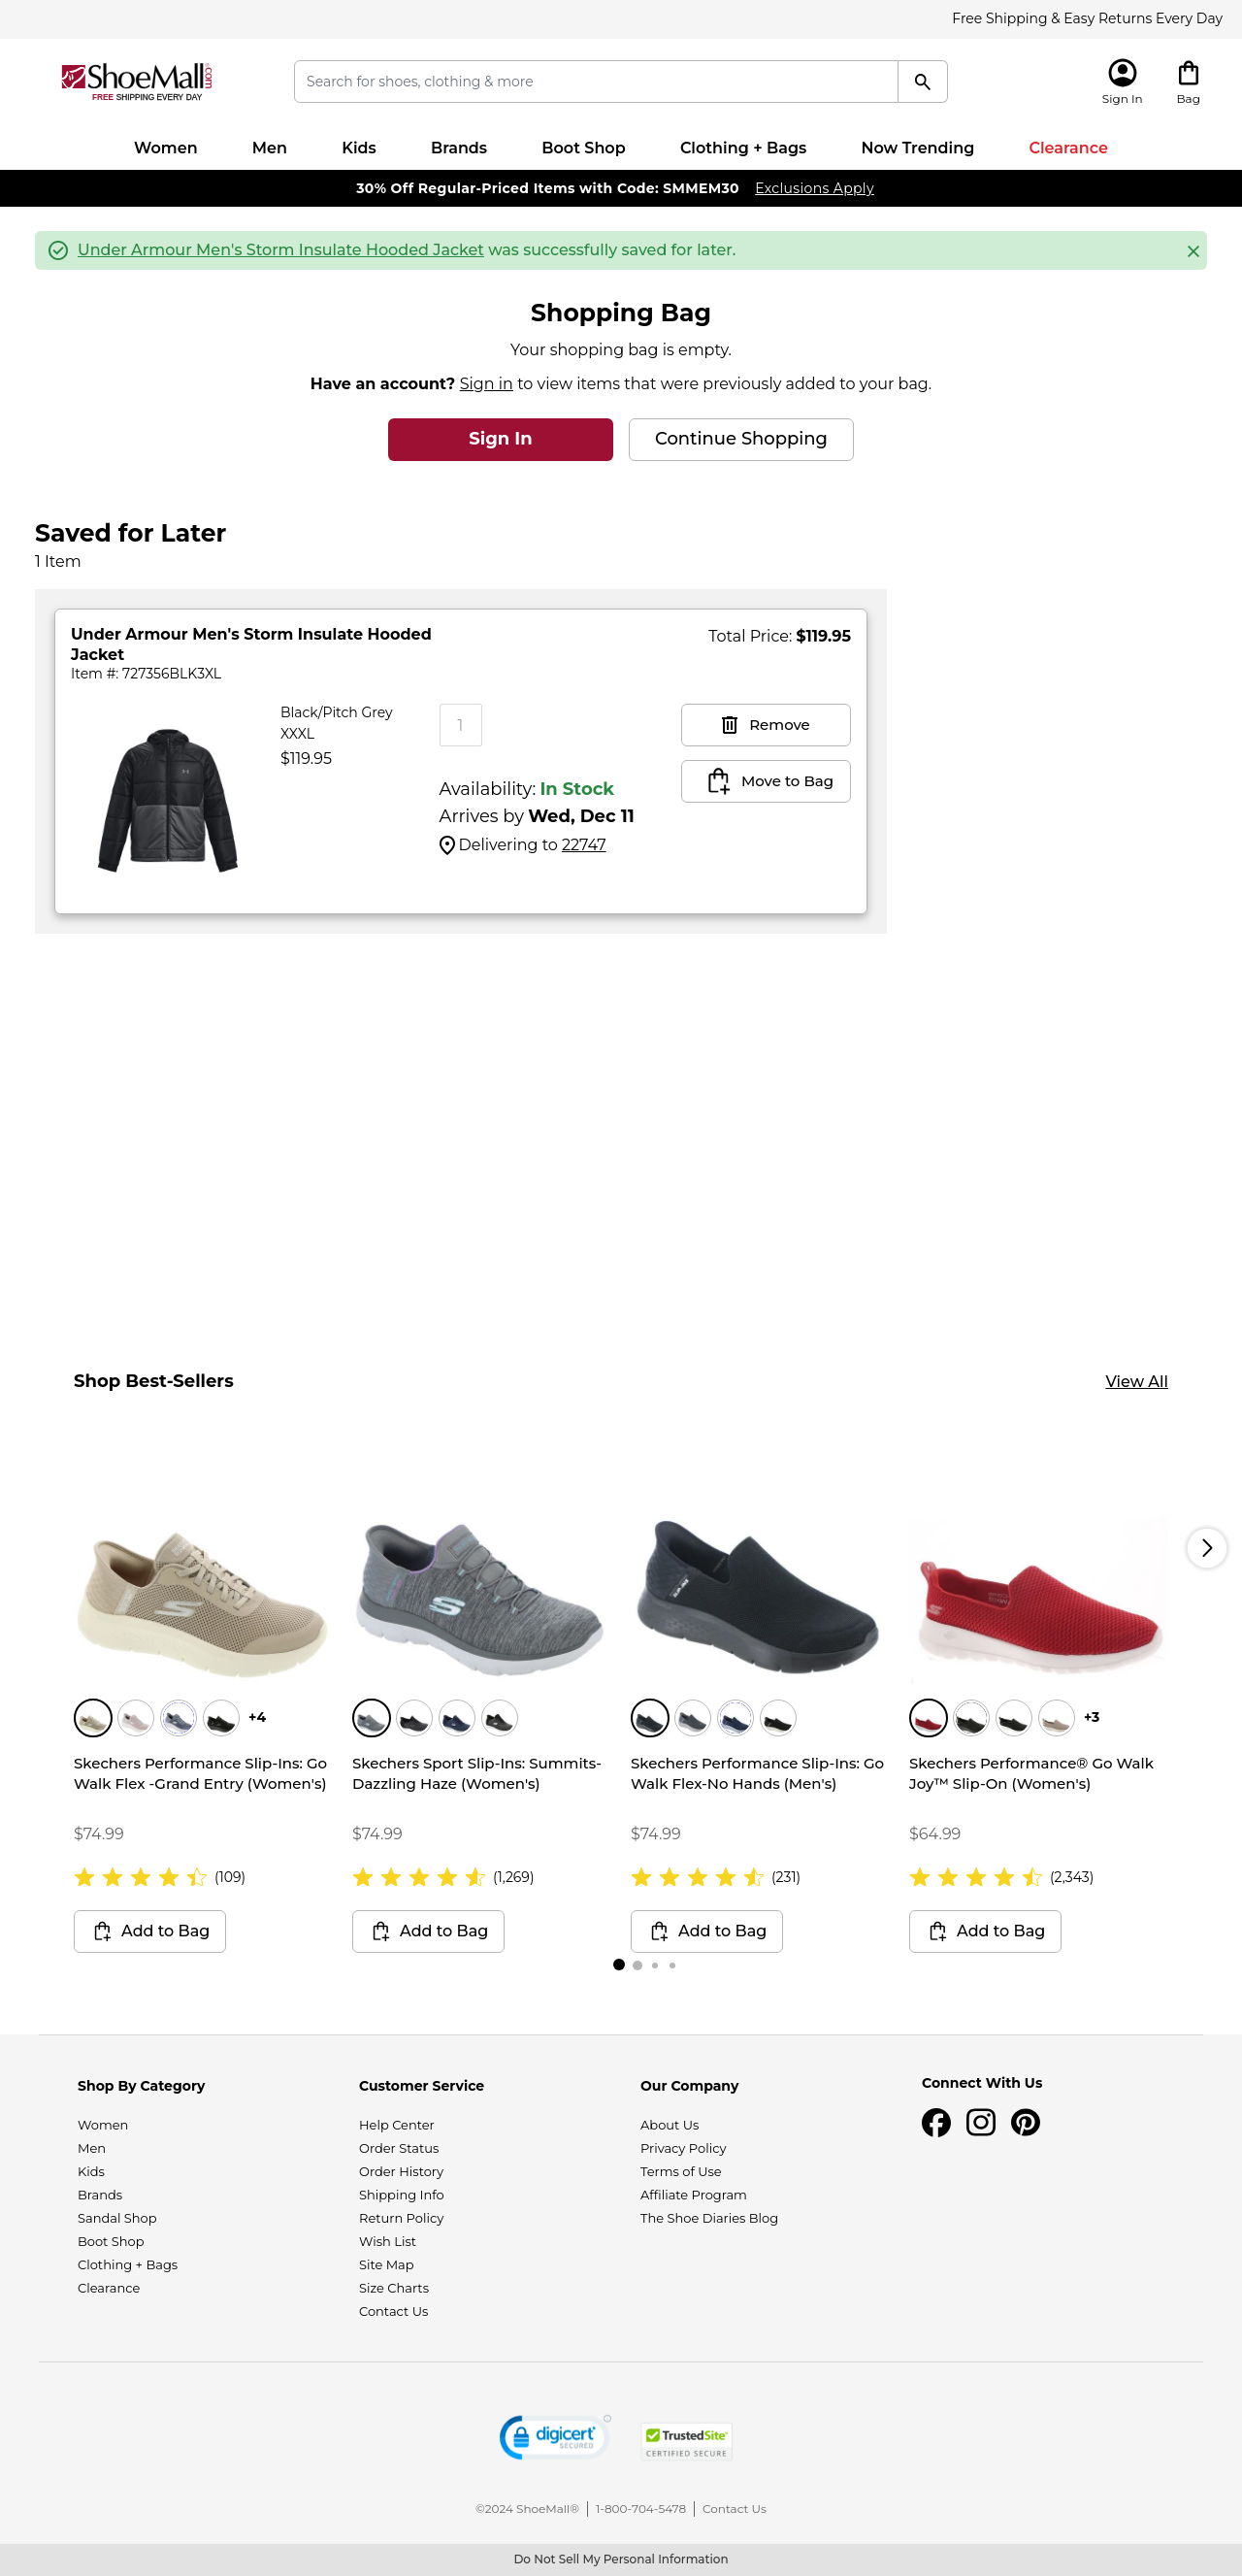 Free Shipping & Easy Returns Every Day
ShoeMall.com
FREE SHIPPING EVERY DAY
Search for shoes, clothing & more
Sign In
Bag
Women
Men
Kids
Brands
Boot Shop
Clothing + Bags
Now Trending
Clearance
30% Off Regular-Priced Items with Code: SMMEM30 Exclusions Apply
Under Armour Men's Storm Insulate Hooded Jacket was successfully saved for later.
Shopping Bag
Your shopping bag is empty.
Have an account? Sign in to view items that were previously added to your bag.
Sign In
Continue Shopping
Saved for Later
1 Item
Under Armour Men's Storm Insulate Hooded
Jacket
Item #: 727356BLK3XL
Total Price: $119.95
Black/Pitch Grey
XXXL
$119.95
1
Availability: In Stock
Arrives by Wed, Dec 11
Delivering to 22747
Remove
Move to Bag
Shop Best-Sellers
View All
+4
Skechers Performance Slip-Ins: Go
Walk Flex -Grand Entry (Women's)
$74.99
(109)
Add to Bag
Skechers Sport Slip-Ins: Summits-
Dazzling Haze (Women's)
$74.99
(1,269)
Add to Bag
Skechers Performance Slip-Ins: Go
Walk Flex-No Hands (Men's)
$74.99
(231)
Add to Bag
+3
Skechers Performance® Go Walk
Joy™ Slip-On (Women's)
$64.99
(2,343)
Add to Bag
Shop By Category
Women
Men
Kids
Brands
Sandal Shop
Boot Shop
Clothing + Bags
Clearance
Customer Service
Help Center
Order Status
Order History
Shipping Info
Return Policy
Wish List
Site Map
Size Charts
Contact Us
Our Company
About Us
Privacy Policy
Terms of Use
Affiliate Program
The Shoe Diaries Blog
Connect With Us
digicert
SECURED
TrustedSite
CERTIFIED SECURE
©2024 ShoeMall®
1-800-704-5478
Contact Us
Do Not Sell My Personal Information